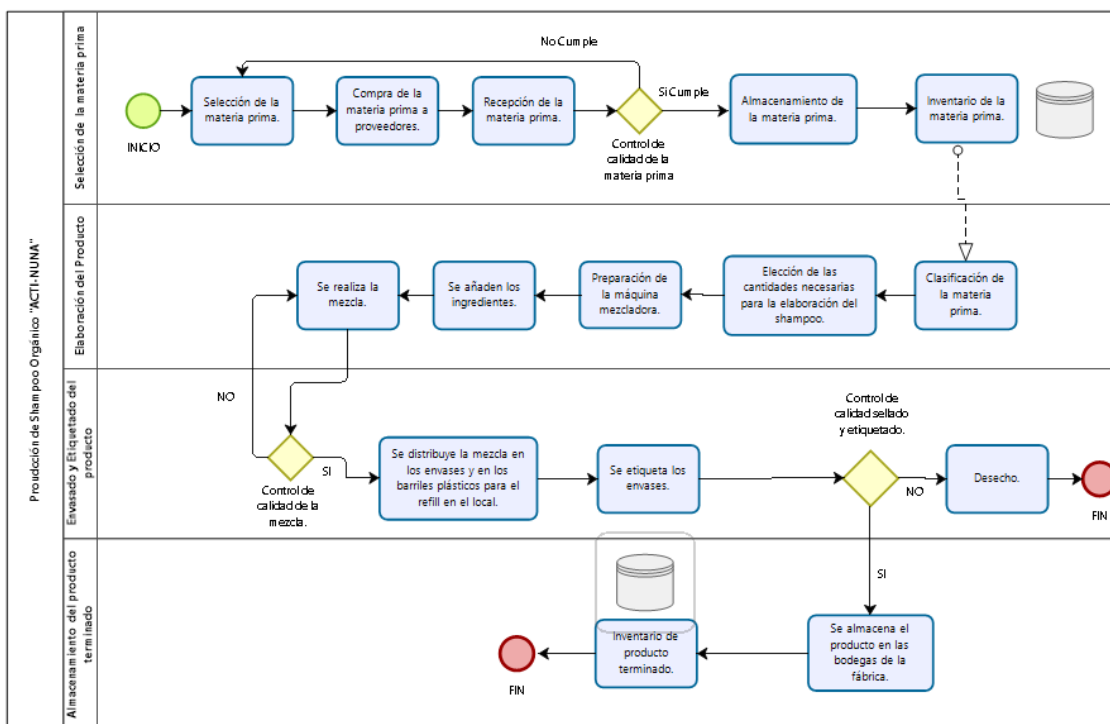 Prouducción de Shampoo Orgánico "ACTI-NUNA"
Selección de la materia prima
INICIO
Selección de la
materia prima.
Compra de la
materia prima a
proveedores.
Recepción de la
materia prima.
No Cumple
Si Cumple
Control de
calidad de la
materia prima
Almacenamiento de
la materia prima.
Inventario de la
materia prima.
Elaboración del Producto
Se realiza la
mezcla.
Se añaden los
ingredientes.
Preparación de
la máquina
mezcladora.
Elección de las
cantidades necesarias
para la elaboración del
shampoo.
Clasificación de
la materia
prima.
Envasado y Etiquetado del
producto
NO
SI
Control de
calidad de la
mezcla.
Se distribuye la mezcla en
los envases y en los
barriles plásticos para el
refill en el local.
Se etiqueta los
envases.
Control de
calidad sellado
y etiquetado.
NO
Desecho.
FIN
SI
Almacenamiento del producto
terminado
FIN
Inventario de
producto
terminado.
Se almacena el
producto en las
bodegas de la
fábrica.